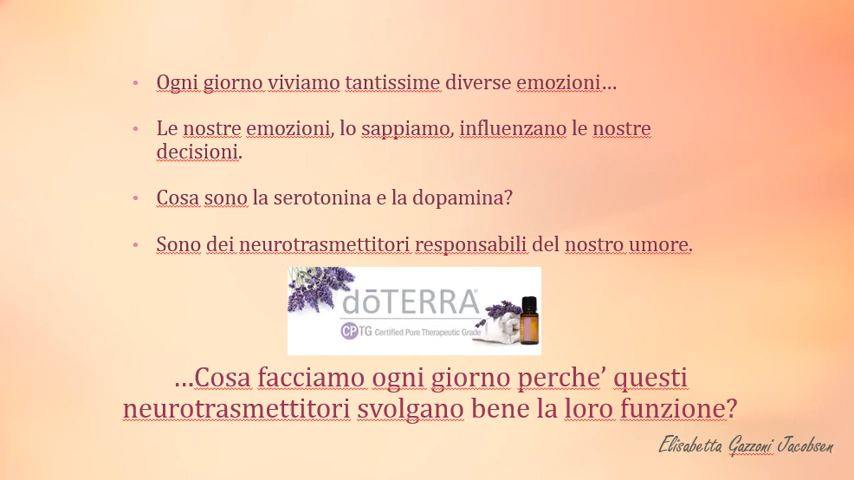 • Ogni giorno viviamo tantissime diverse emozioni…
• Le nostre emozioni, lo sappiamo, influenzano le nostre
decisioni.
• Cosa sono la serotonina e la dopamina?
• Sono dei neurotrasmettitori responsabili del nostro umore.
dōTERRA®
CPTG Certified Pure Therapeutic Grade
…Cosa facciamo ogni giorno perche’ questi
neurotrasmettitori svolgano bene la loro funzione?
Elisabetta Gazzoni Jacobsen